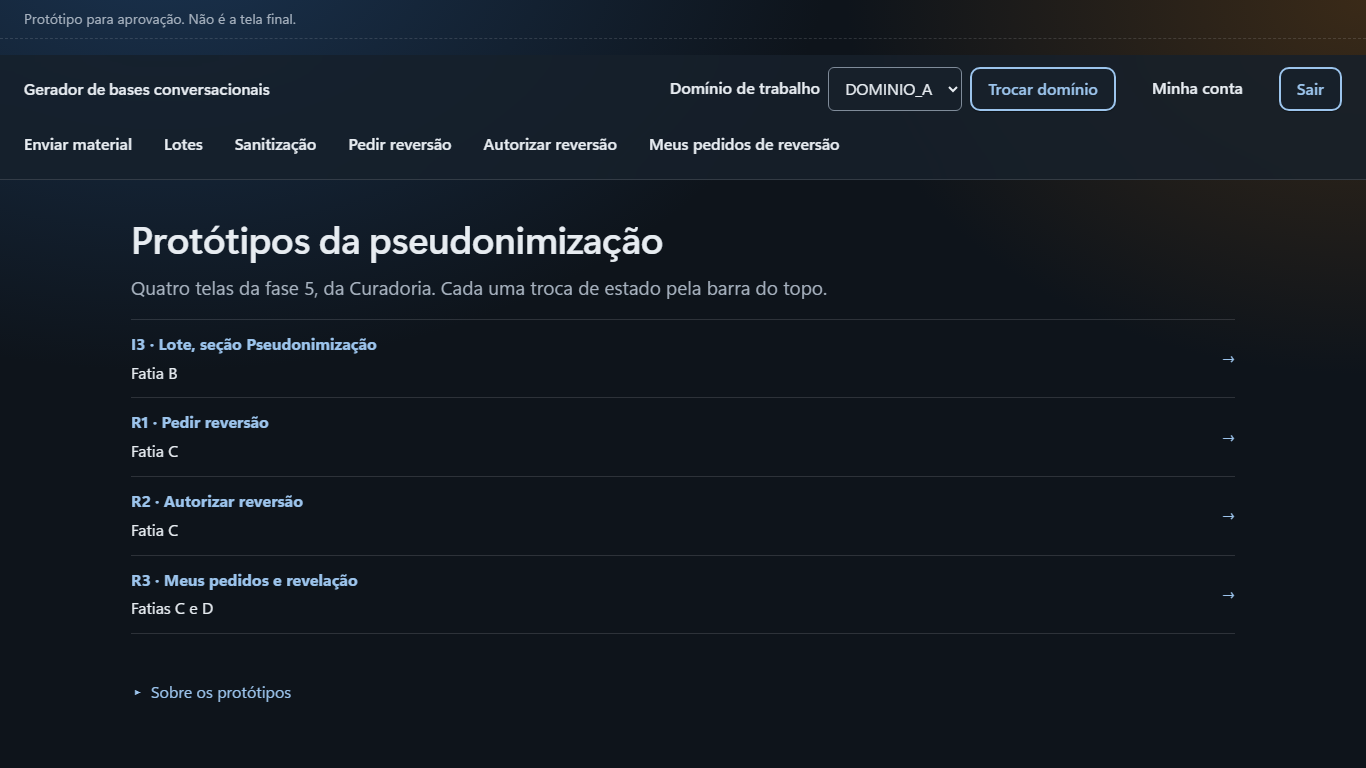 Protótipo para aprovação. Não é a tela final.
Gerador de bases conversacionais
Domínio de trabalho DOMINIO_A Trocar domínio Minha conta Sair
Enviar material Lotes Sanitização Pedir reversão Autorizar reversão Meus pedidos de reversão
Protótipos da pseudonimização
Quatro telas da fase 5, da Curadoria. Cada uma troca de estado pela barra do topo.
I3 · Lote, seção Pseudonimização
Fatia B
→
R1 · Pedir reversão
Fatia C
→
R2 · Autorizar reversão
Fatia C
→
R3 · Meus pedidos e revelação
Fatias C e D
→
▸ Sobre os protótipos